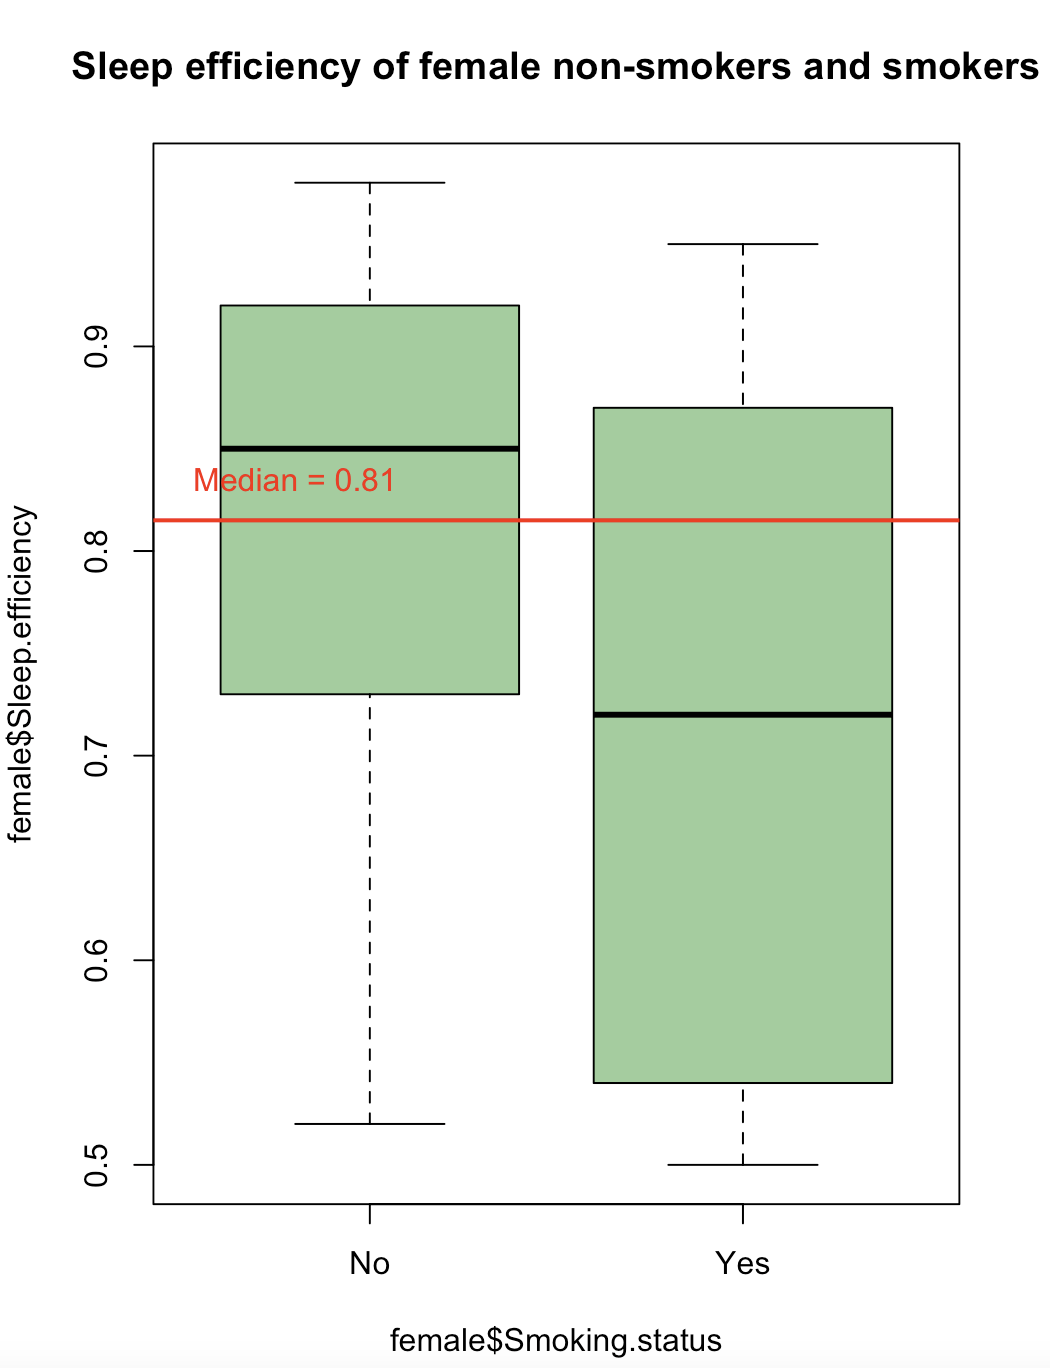 Sleep efficiency of female non-smokers and smokers
female$Sleep.efficiency
0.9
0.8
0.7
0.6
0.5
Median = 0.81
No
Yes
female$Smoking.status